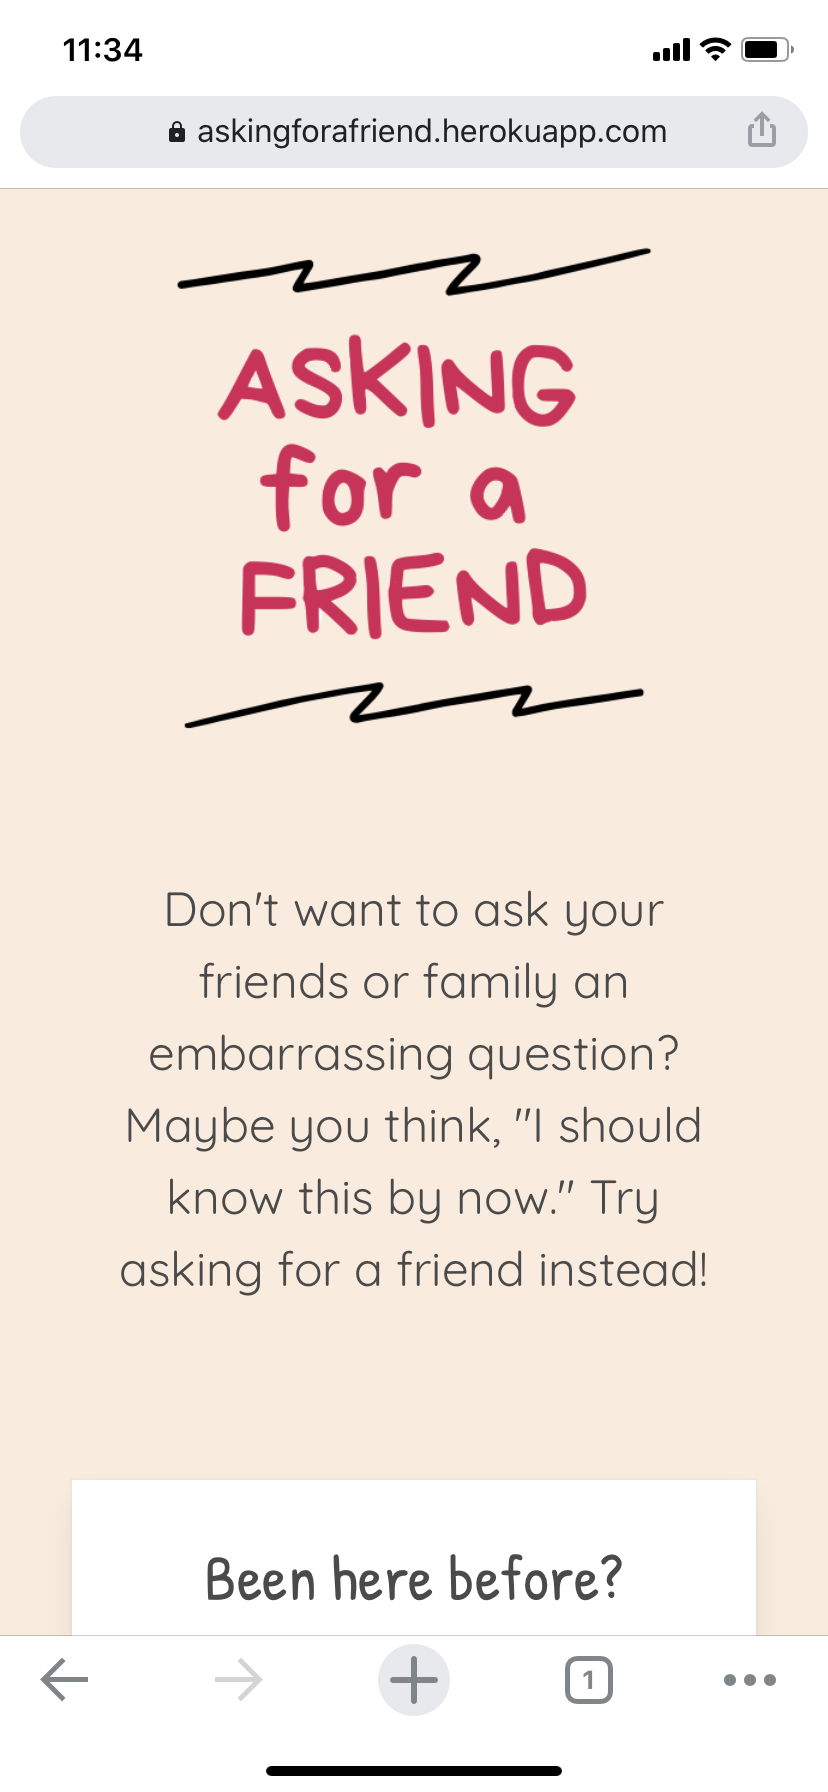 11:34
askingforafriend.herokuapp.com
ASKING
for a
FRIEND
Don't want to ask your
friends or family an
embarrassing question?
Maybe you think, "I should
know this by now." Try
asking for a friend instead!
Been here before?
1